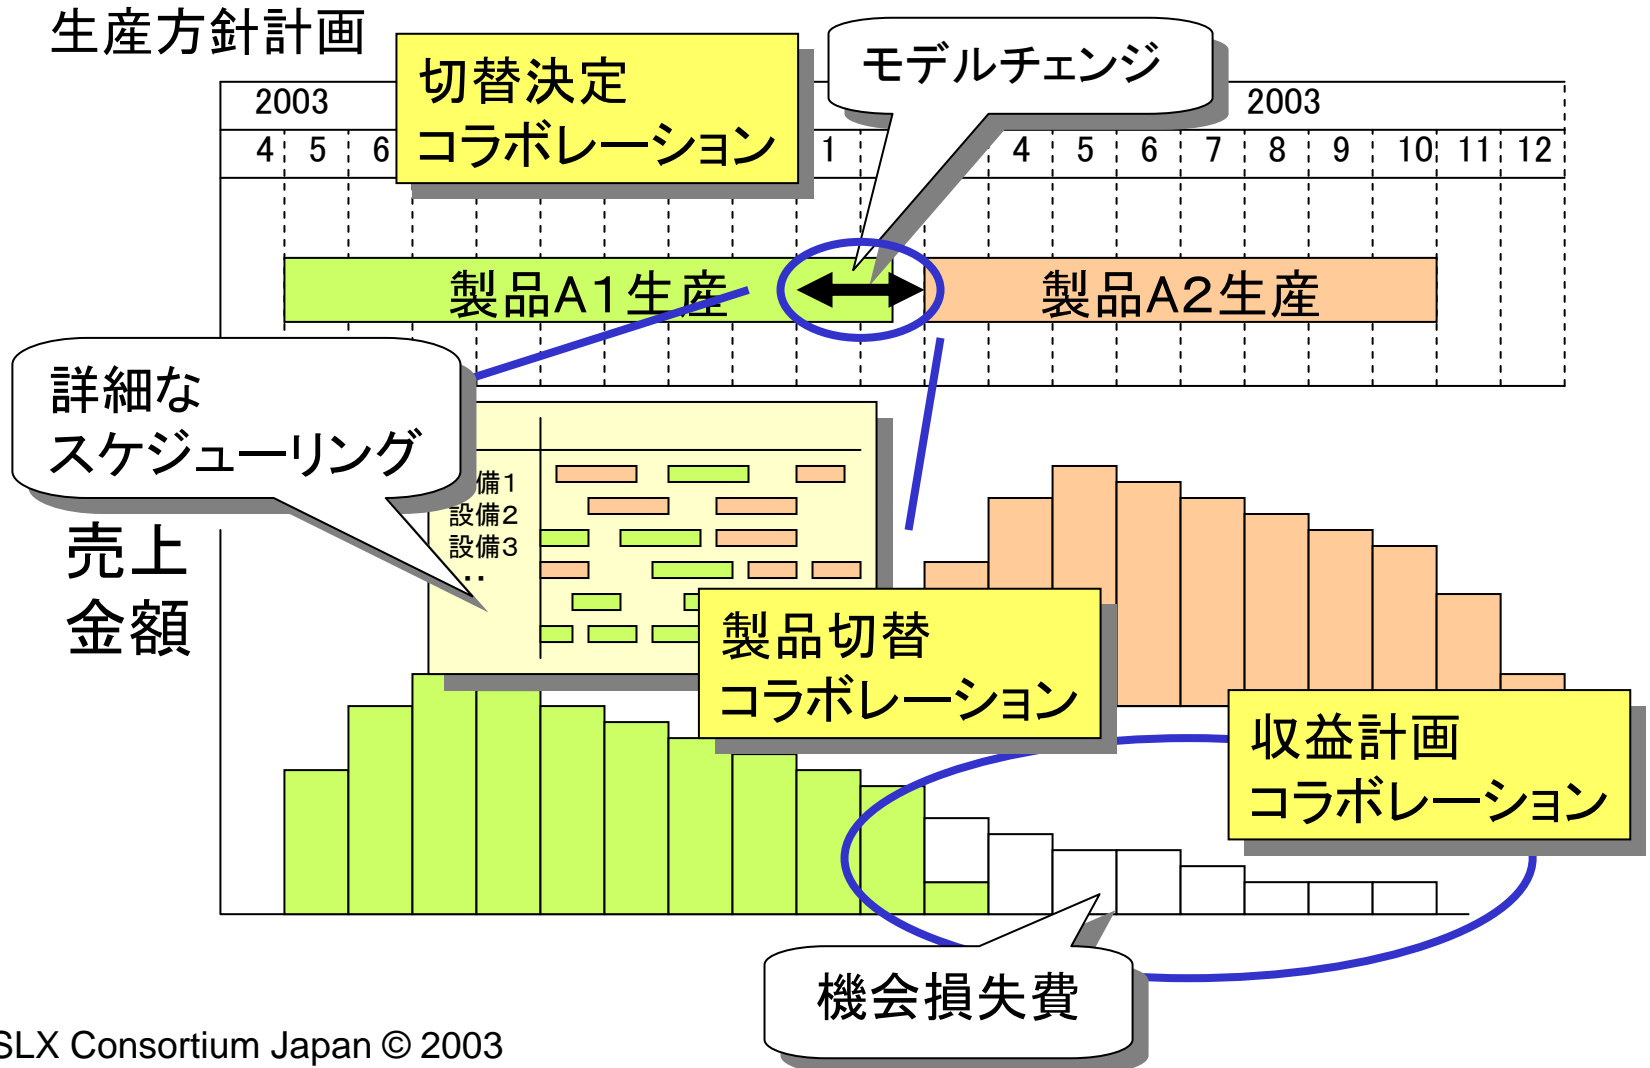 生産方針計画
切替決定
コラボレーション
モデルチェンジ
2003
2003
4 5 6 1 4 5 6 7 8 9 10 11 12
製品A1生産
製品A2生産
詳細な
スケジューリング
備1
設備2
設備3
‥
売上
金額
製品切替
コラボレーション
収益計画
コラボレーション
機会損失費
SLX Consortium Japan © 2003